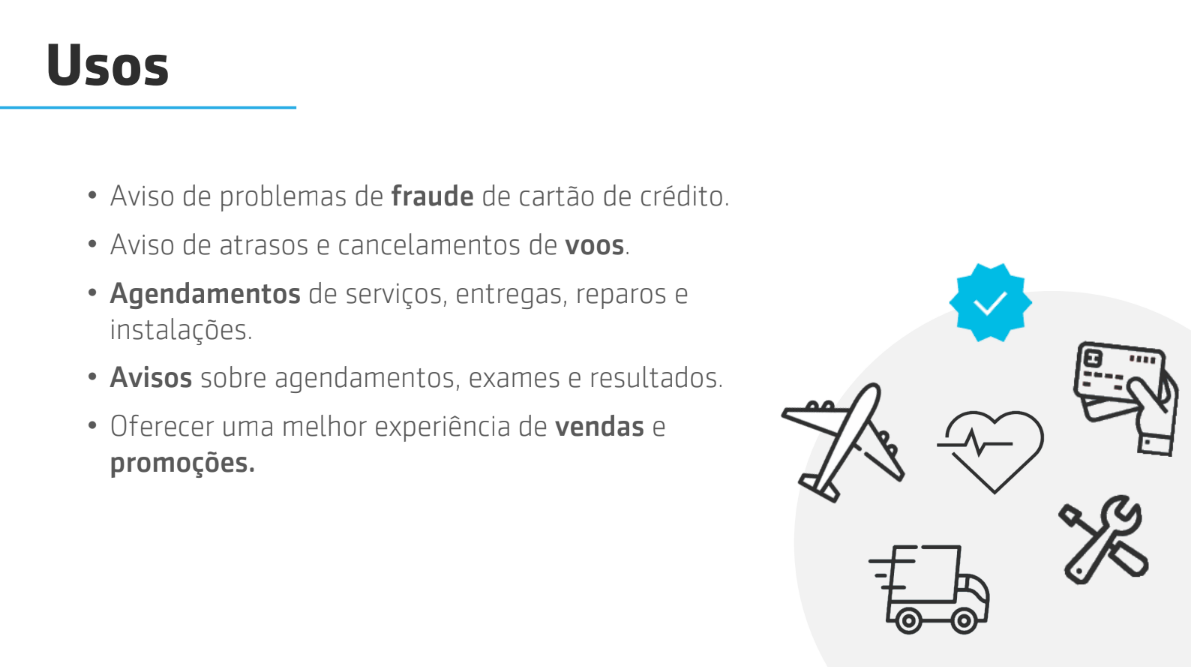 Usos
• Aviso de problemas de fraude de cartão de crédito.
• Aviso de atrasos e cancelamentos de voos.
• Agendamentos de serviços, entregas, reparos e
instalações.
• Avisos sobre agendamentos, exames e resultados.
• Oferecer uma melhor experiência de vendas e
promoções.